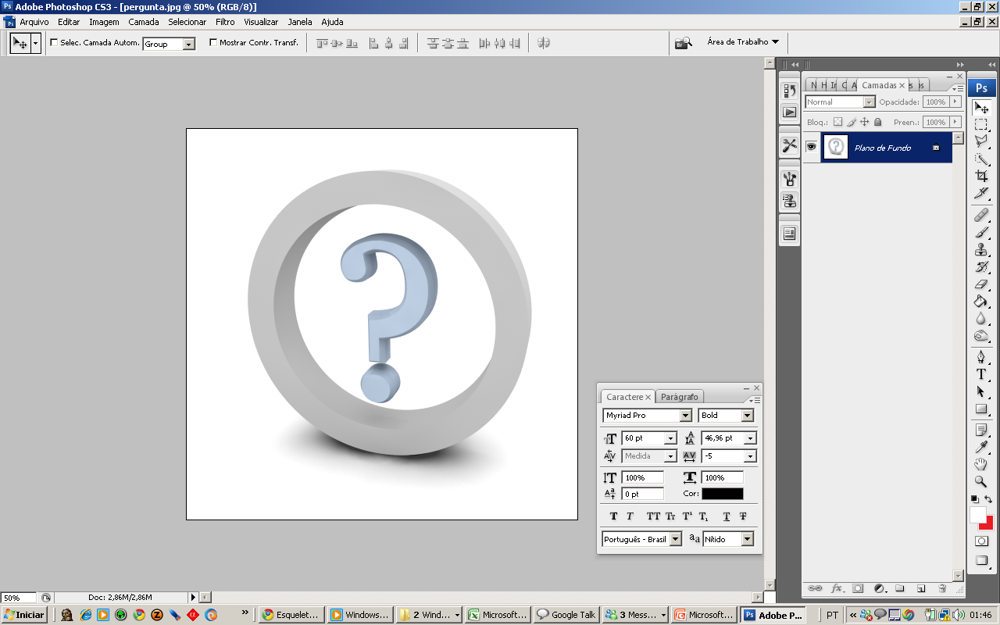 Adobe Photoshop CS3 - [pergunta.jpg @ 50% (RGB/8)]
Arquivo Editar Imagem Camada Selecionar Filtro Visualizar Janela Ajuda
Selec. Camada Autom. Group Mostrar Contr. Transf. Área de Trabalho
N H Ir C A Camadas
Normal Opacidade: 100%
Bloq.: Preen.: 100%
Plano de Fundo
Ps
Caractere Parágrafo
Myriad Pro Bold
60 pt 46,96 pt
Medida -5
100% 100%
0 pt Cor:
T T TT Tr T¹ T₁ T T
Português - Brasil aa Nítido
50% Doc: 2,86M/2,86M
Iniciar Esquelet... Windows... 2 Wind... Microsoft... Google Talk 3 Mess... Microsoft... Adobe P... PT 01:46